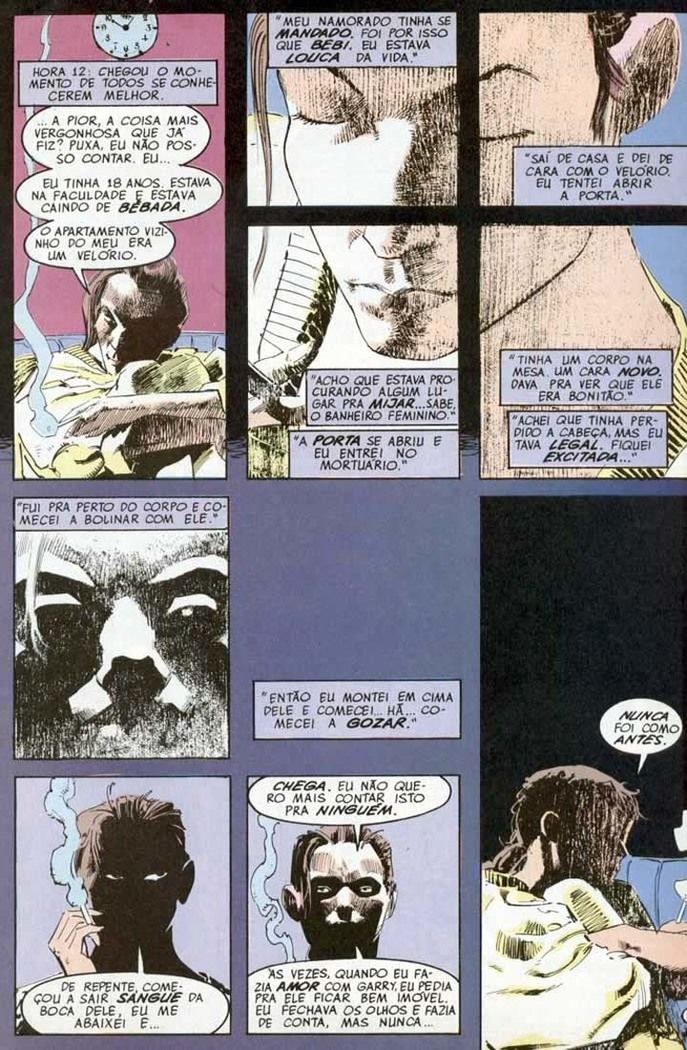 HORA 12: CHEGOU O MO-
MENTO DE TODOS SE CONHE-
CEREM MELHOR.
... A PIOR, A COISA MAIS
VERGONHOSA QUE JÁ
FIZ? PUXA, EU NÃO POS-
SO CONTAR. EU...
EU TINHA 18 ANOS. ESTAVA
NA FACULDADE E ESTAVA
CAINDO DE BÊBADA.
O APARTAMENTO VIZI-
NHO DO MEU ERA
UM VELÓRIO.
"MEU NAMORADO TINHA SE
MANDADO. FOI POR ISSO
QUE BEBI. EU ESTAVA
LOUCA DA VIDA."
"SAÍ DE CASA E DEI DE
CARA COM O VELÓRIO.
EU TENTEI ABRIR
A PORTA."
"ACHO QUE ESTAVA PRO-
CURANDO ALGUM LU-
GAR PRA MIJAR... SABE,
O BANHEIRO FEMININO."
"A PORTA SE ABRIU E
EU ENTREI NO
MORTUÁRIO."
"TINHA UM CORPO NA
MESA. UM CARA NOVO.
DAVA PRA VER QUE ELE
ERA BONITÃO."
"ACHEI QUE TINHA PER-
DIDO A CABEÇA, MAS EU
TAVA LEGAL. FIQUEI
EXCITADA..."
"FUI PRA PERTO DO CORPO E CO-
MECEI A BOLINAR COM ELE."
"ENTÃO EU MONTEI EM CIMA
DELE E COMECEI... HÃ... CO-
MECEI A GOZAR."
DE REPENTE, COME-
ÇOU A SAIR SANGUE DA
BOCA DELE, EU ME
ABAIXEI E...
CHEGA. EU NÃO QUE-
RO MAIS CONTAR ISTO
PRA NINGUÉM.
ÀS VEZES, QUANDO EU FA-
ZIA AMOR COM GARRY, EU PEDIA
PRA ELE FICAR BEM IMÓVEL.
EU FECHAVA OS OLHOS E FAZIA
DE CONTA, MAS NUNCA...
NUNCA
FOI COMO
ANTES.